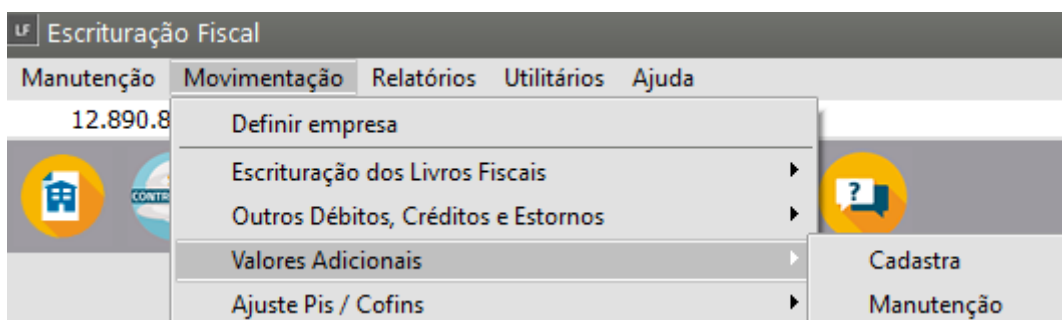 LF Escrituração Fiscal
Manutenção Movimentação Relatórios Utilitários Ajuda
12.890.8
Definir empresa
Escrituração dos Livros Fiscais
Outros Débitos, Créditos e Estornos
Valores Adicionais
Cadastra
Ajuste Pis / Cofins
Manutenção
CONTR
?